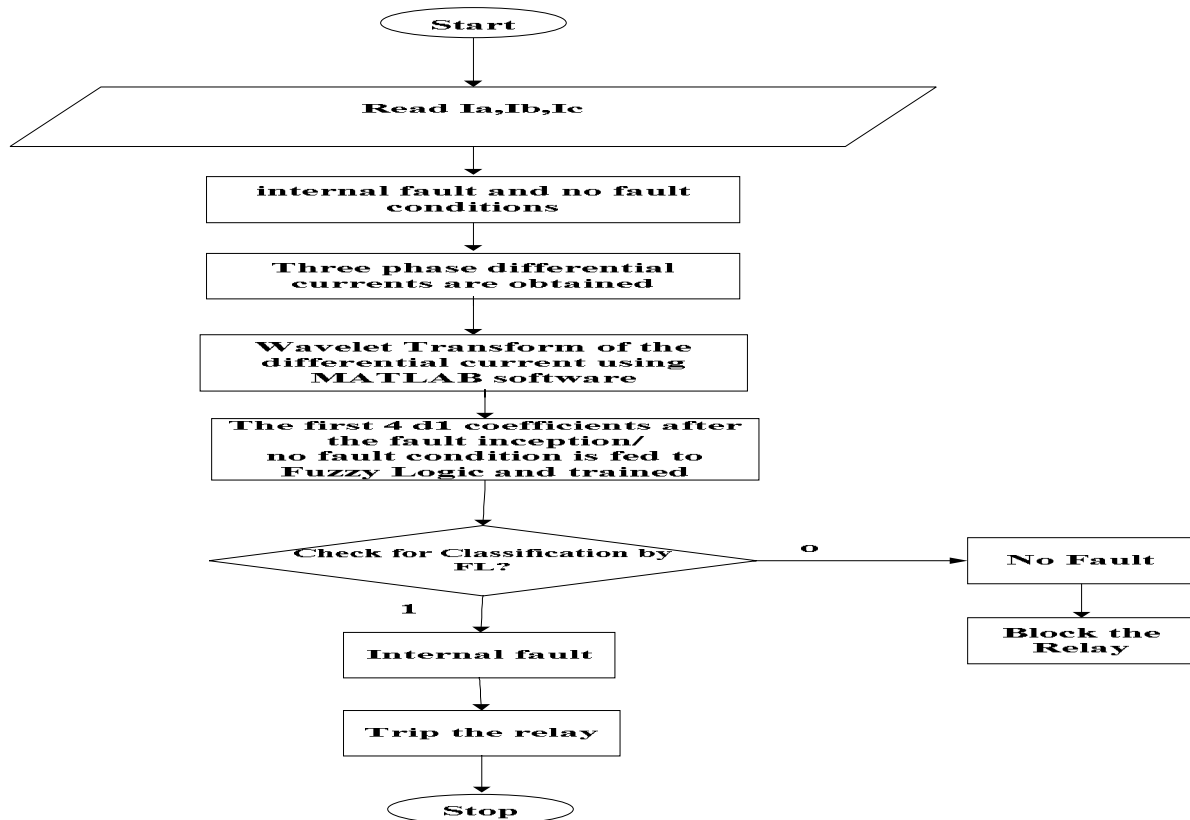 Start
Read Ia,Ib,Ic
internal fault and no fault
conditions
Three phase differential
currents are obtained
Wavelet Transform of the
differential current using
MATLAB software
The first 4 d1 coefficients after
the fault inception/
no fault condition is fed to
Fuzzy Logic and trained
Check for Classification by
FL?
0
No Fault
Block the
Relay
1
Internal fault
Trip the relay
Stop